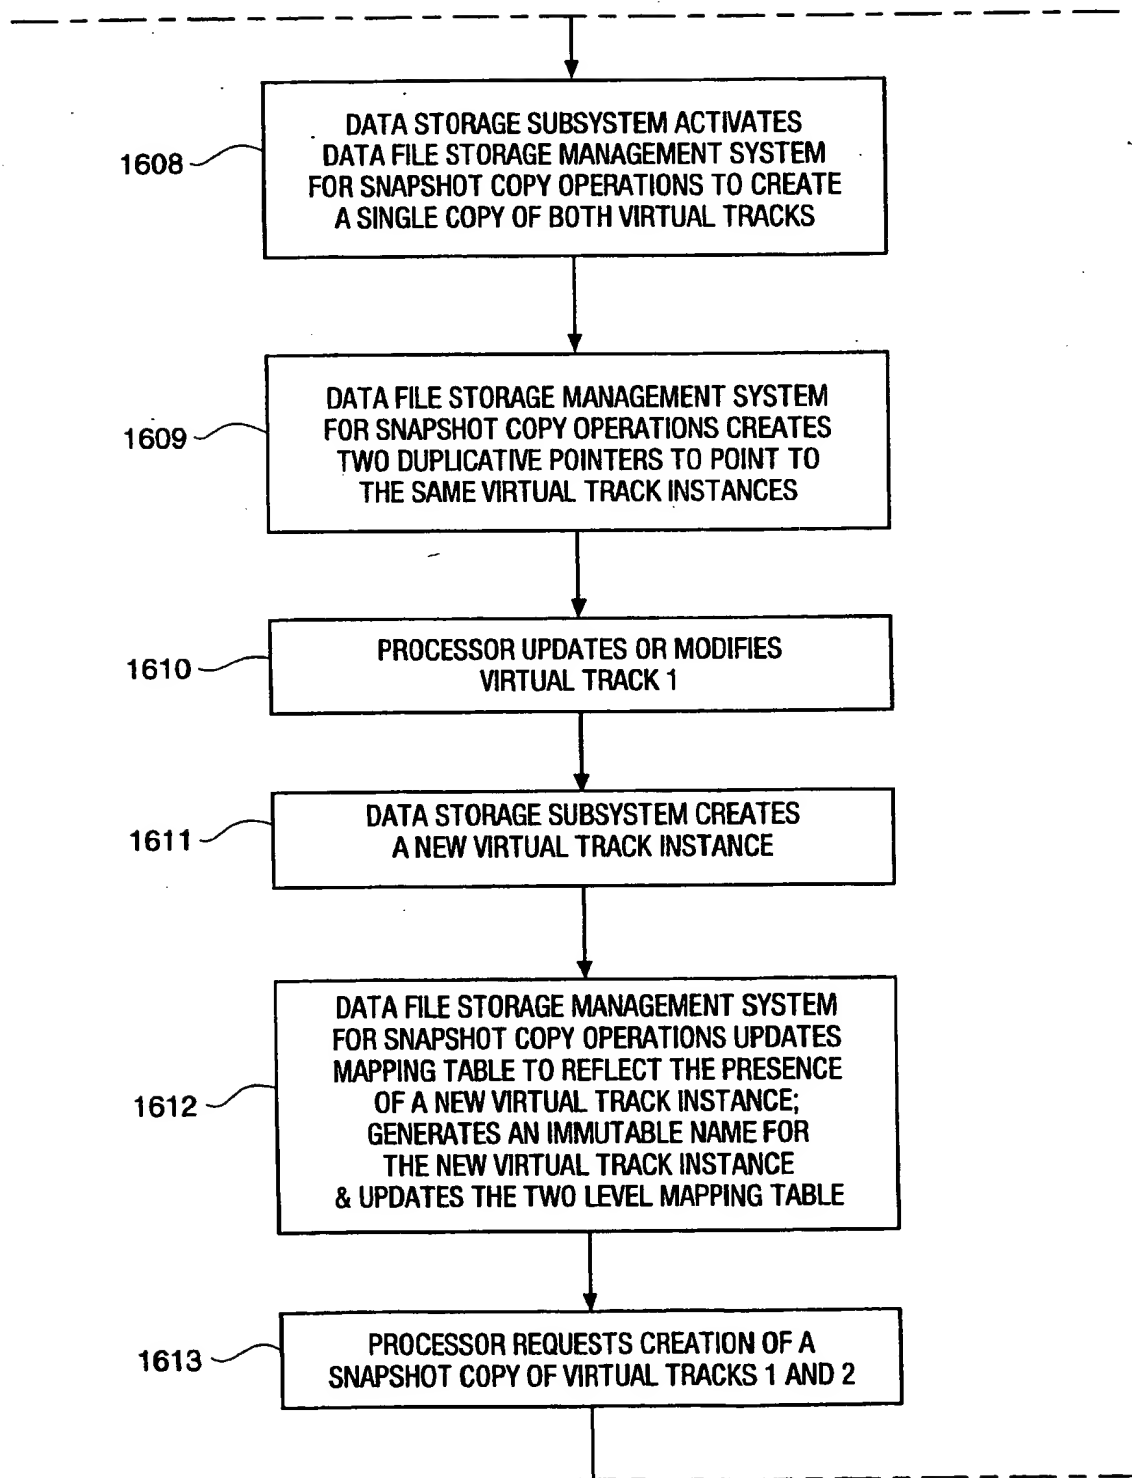 1608
DATA STORAGE SUBSYSTEM ACTIVATES
DATA FILE STORAGE MANAGEMENT SYSTEM
FOR SNAPSHOT COPY OPERATIONS TO CREATE
A SINGLE COPY OF BOTH VIRTUAL TRACKS
1609
DATA FILE STORAGE MANAGEMENT SYSTEM
FOR SNAPSHOT COPY OPERATIONS CREATES
TWO DUPLICATIVE POINTERS TO POINT TO
THE SAME VIRTUAL TRACK INSTANCES
1610
PROCESSOR UPDATES OR MODIFIES
VIRTUAL TRACK 1
1611
DATA STORAGE SUBSYSTEM CREATES
A NEW VIRTUAL TRACK INSTANCE
1612
DATA FILE STORAGE MANAGEMENT SYSTEM
FOR SNAPSHOT COPY OPERATIONS UPDATES
MAPPING TABLE TO REFLECT THE PRESENCE
OF A NEW VIRTUAL TRACK INSTANCE;
GENERATES AN IMMUTABLE NAME FOR
THE NEW VIRTUAL TRACK INSTANCE
& UPDATES THE TWO LEVEL MAPPING TABLE
1613
PROCESSOR REQUESTS CREATION OF A
SNAPSHOT COPY OF VIRTUAL TRACKS 1 AND 2